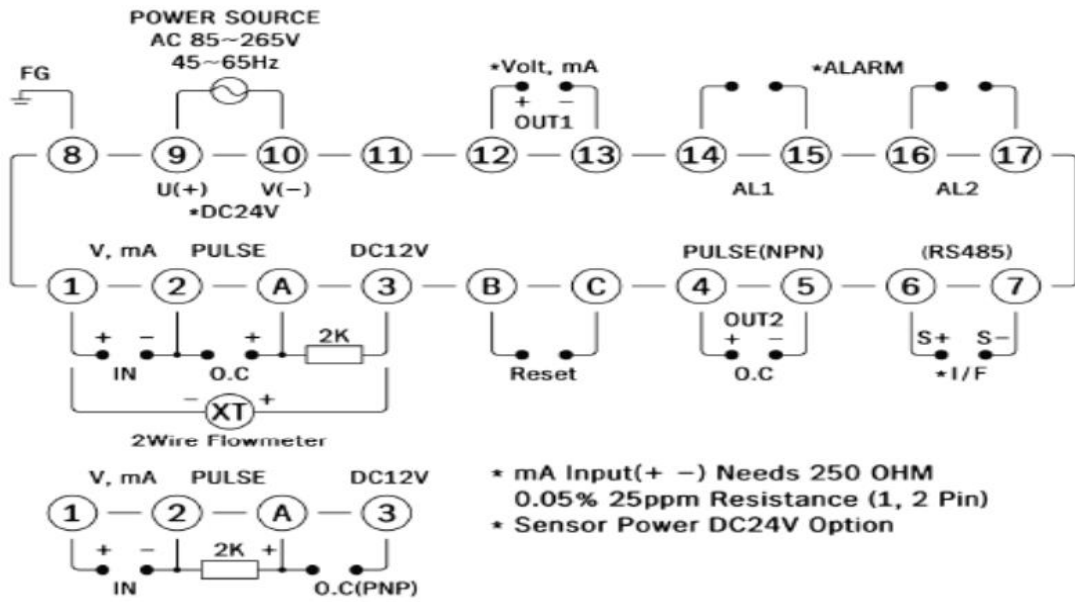 POWER SOURCE
AC 85~265V
45~65Hz
FG
*Volt, mA
*ALARM
+ −
OUT1
8 9 10 11 12 13 14 15 16 17
U(+) V(−) AL1 AL2
*DC24V
V, mA PULSE DC12V PULSE(NPN) (RS485)
1 2 A 3 B C 4 5 6 7
+ − + 2K OUT2 + − S+ S-
IN O.C Reset O.C *I/F
− XT +
2Wire Flowmeter
V, mA PULSE DC12V
1 2 A 3
+ − 2K +
IN O.C(PNP)
* mA Input(+ −) Needs 250 OHM
0.05% 25ppm Resistance (1, 2 Pin)
* Sensor Power DC24V Option